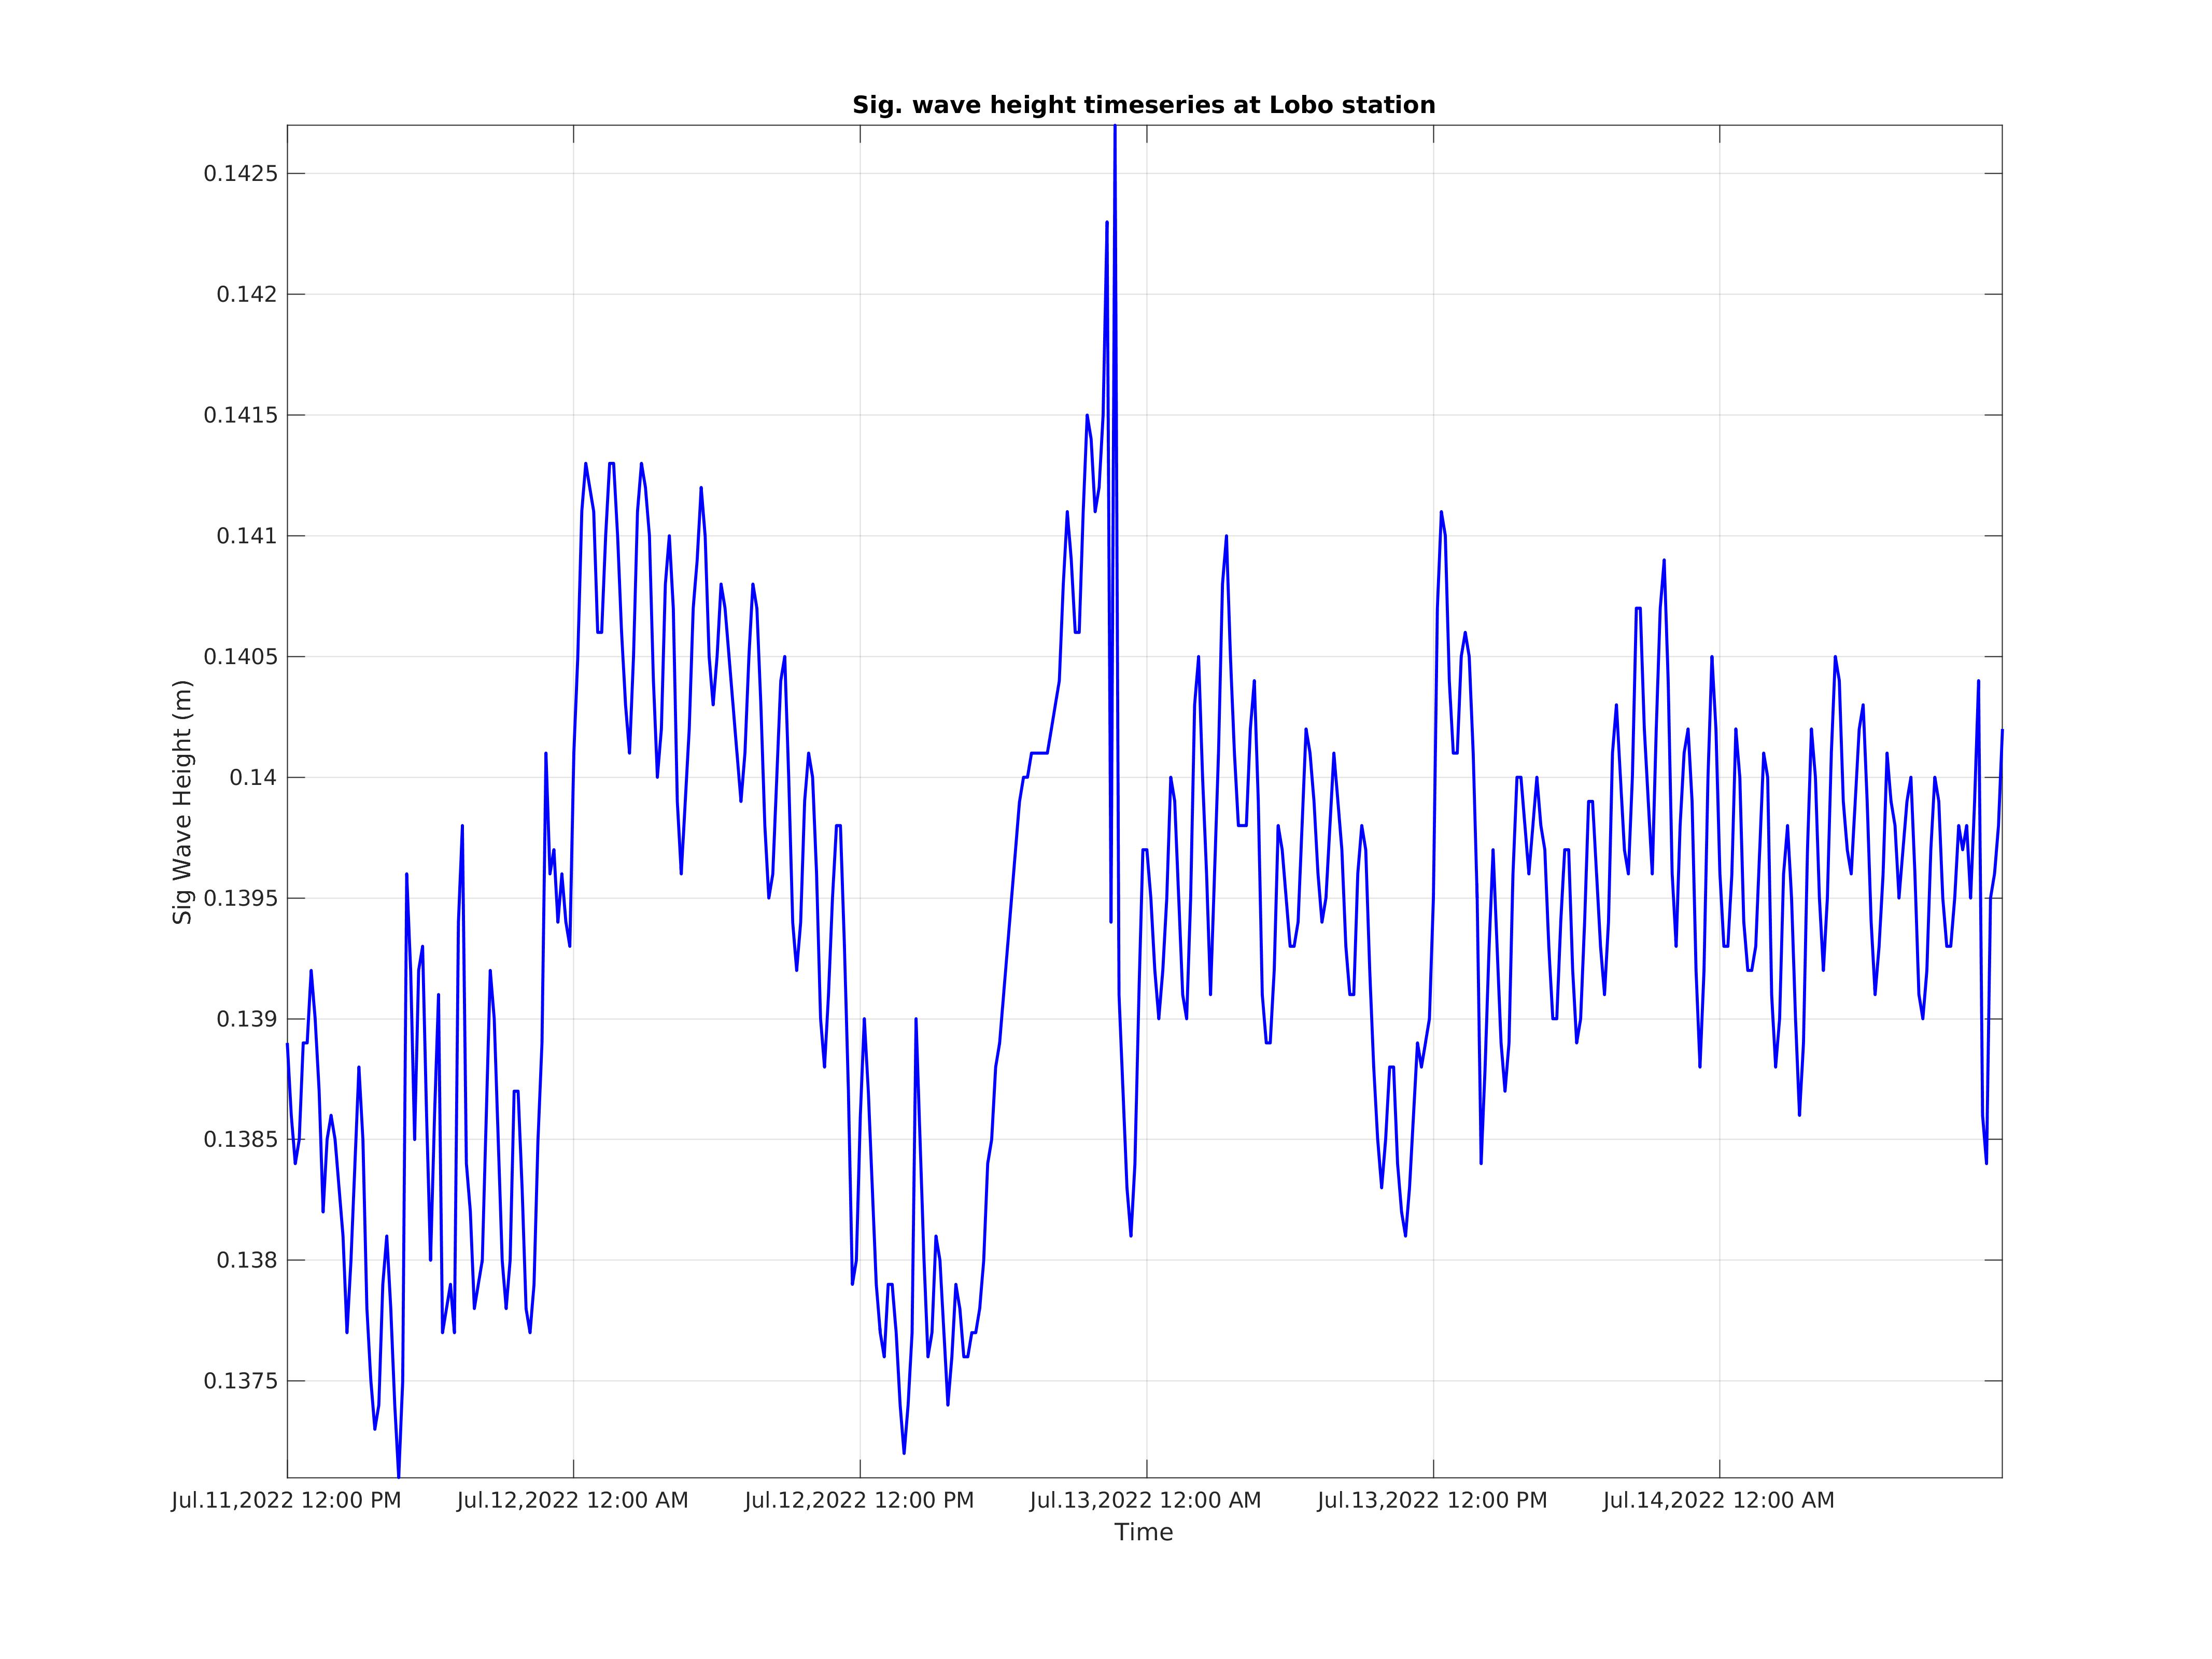 Sig. wave height timeseries at Lobo station
0.1425
0.142
0.1415
0.141
0.1405
0.14
0.1395
0.139
0.1385
0.138
0.1375
Sig Wave Height (m)
Jul.11,2022 12:00 PM
Jul.12,2022 12:00 AM
Jul.12,2022 12:00 PM
Jul.13,2022 12:00 AM
Jul.13,2022 12:00 PM
Jul.14,2022 12:00 AM
Time